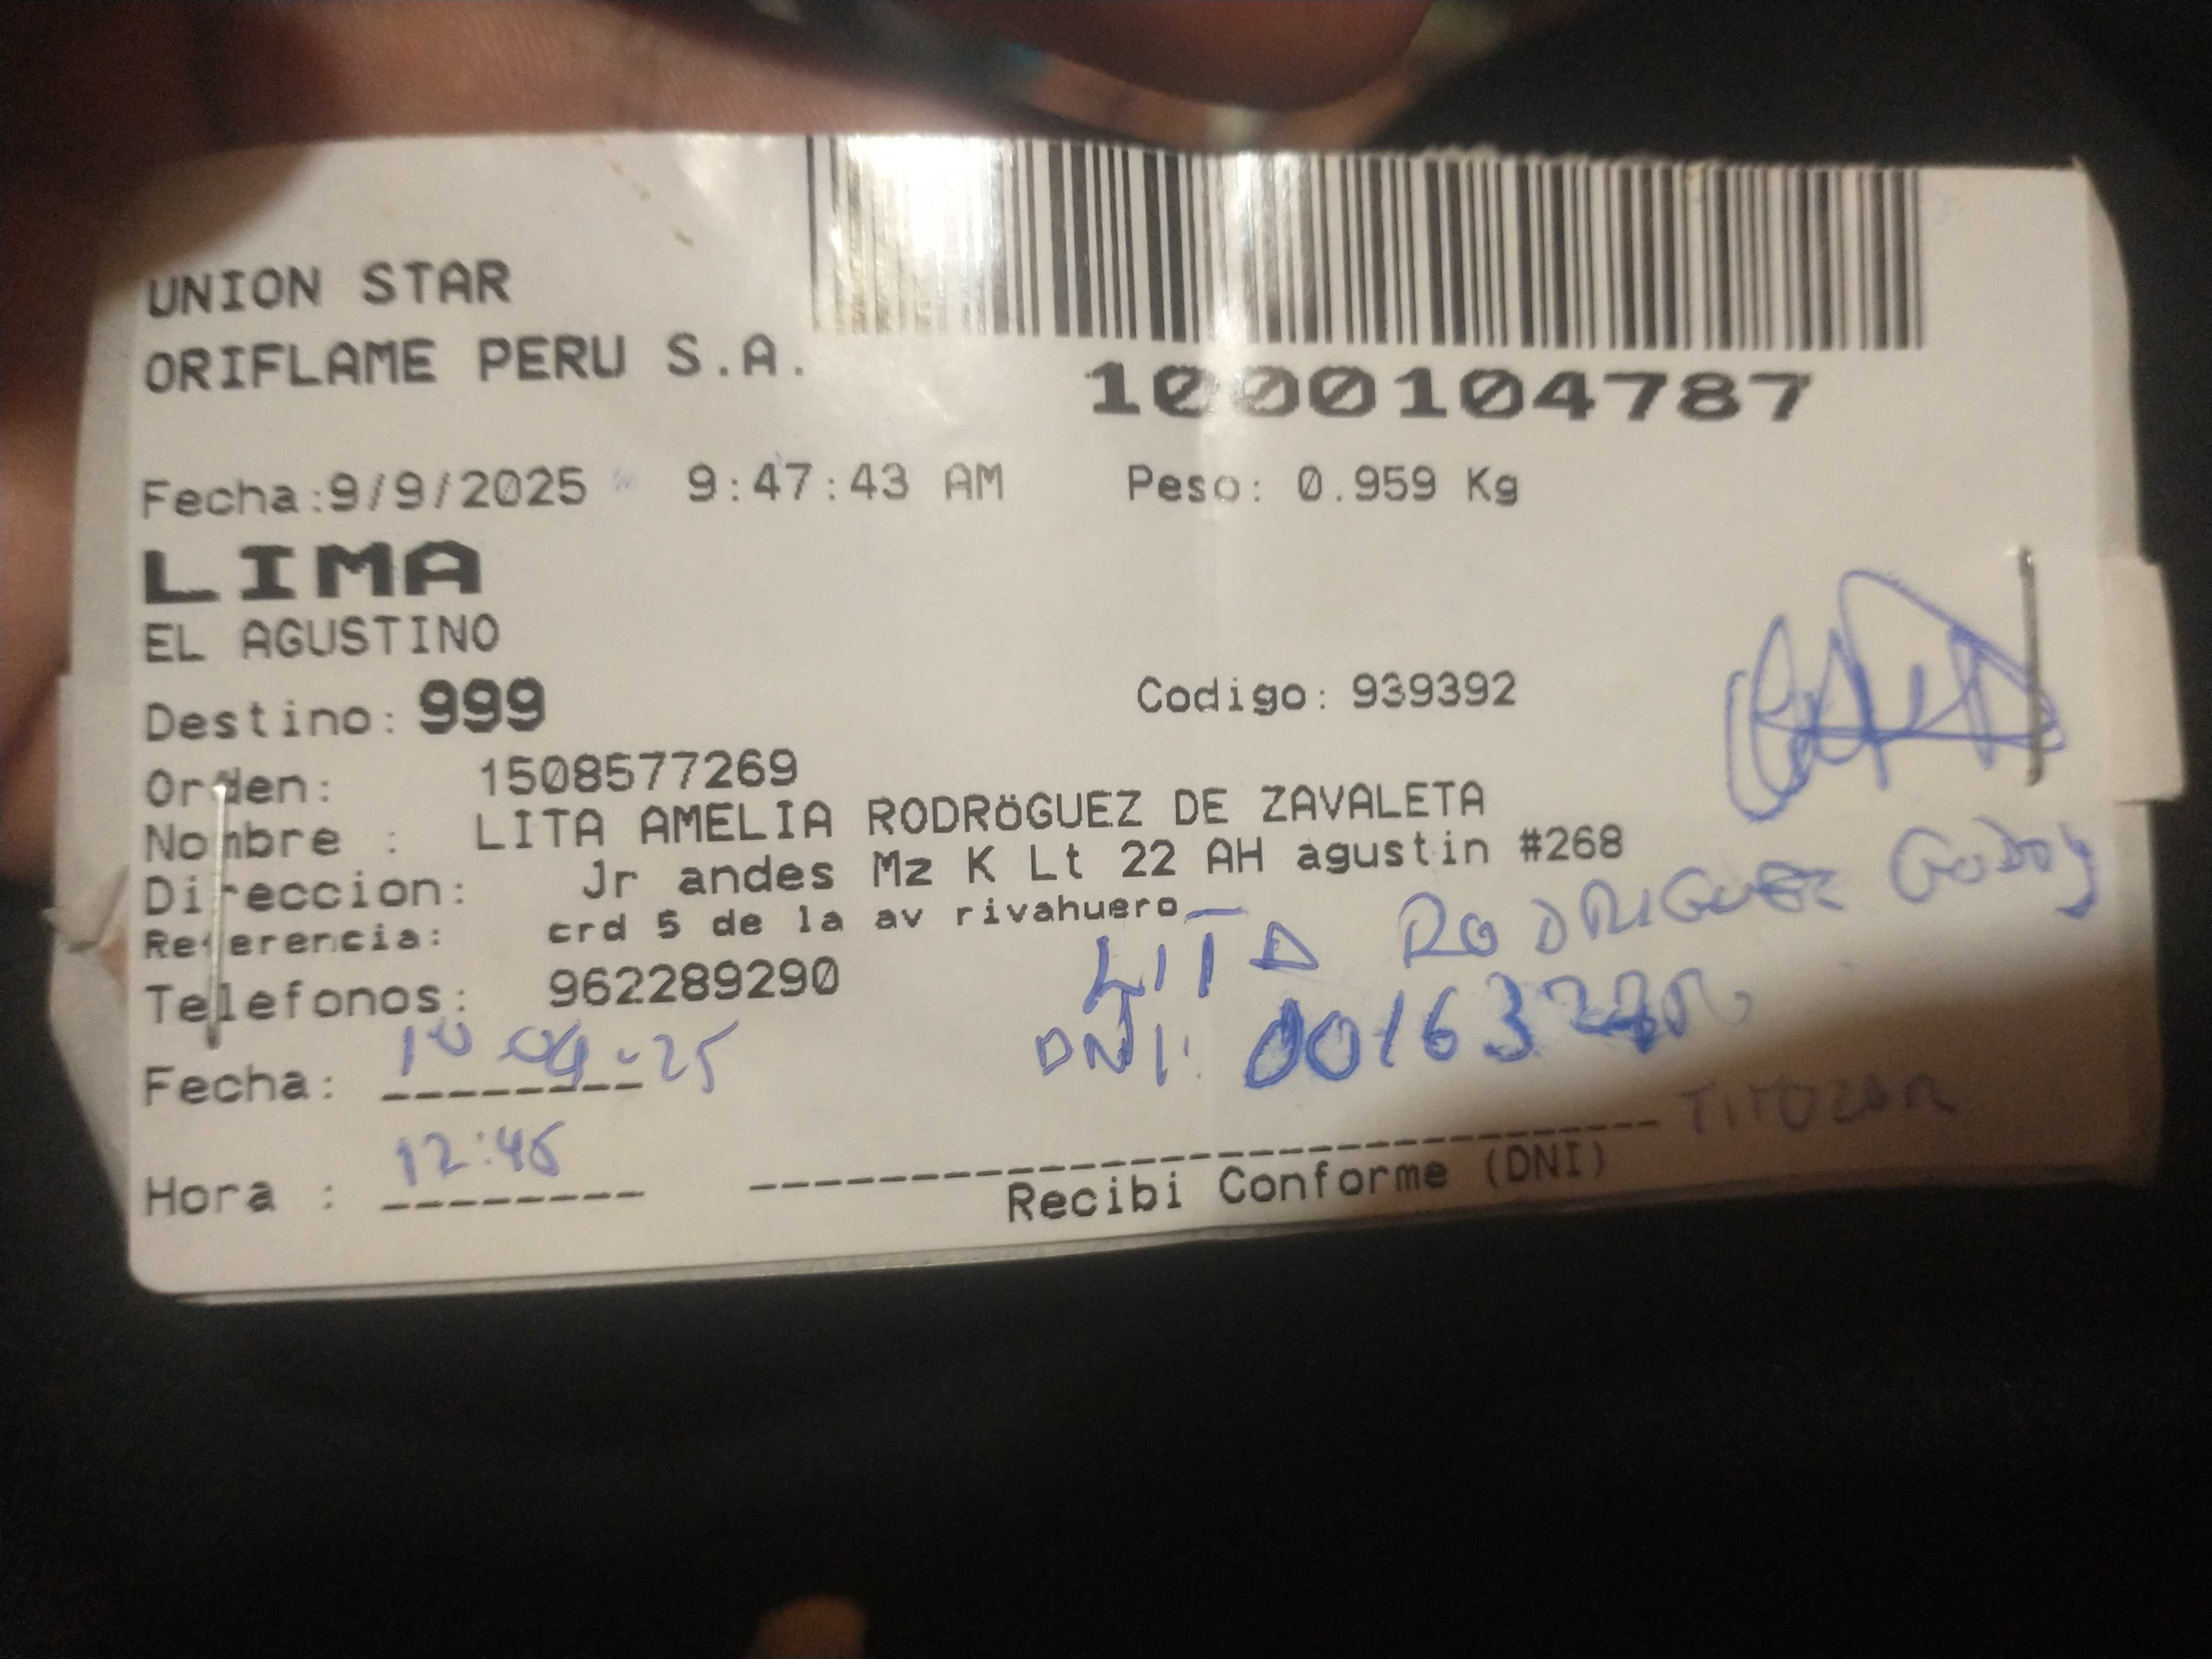 UNION STAR
ORIFLAME PERU S.A.
1000104787
Fecha:9/9/2025 9:47:43 AM Peso: 0.959 Kg
LIMA
EL AGUSTINO
Destino: 999 Codigo: 939392
Orden: 1508577269
Nombre : LITA AMELIA RODRöGUEZ DE ZAVALETA
Direccion: Jr andes Mz K Lt 22 AH agustin #268
Referencia: crd 5 de la av rivahuero
LITA RODRIGUEZ GODOY
Telefonos: 962289290
DNI:
Fecha: 10-09-25
TITULAR
Hora : 12:45
Recibi Conforme (DNI)